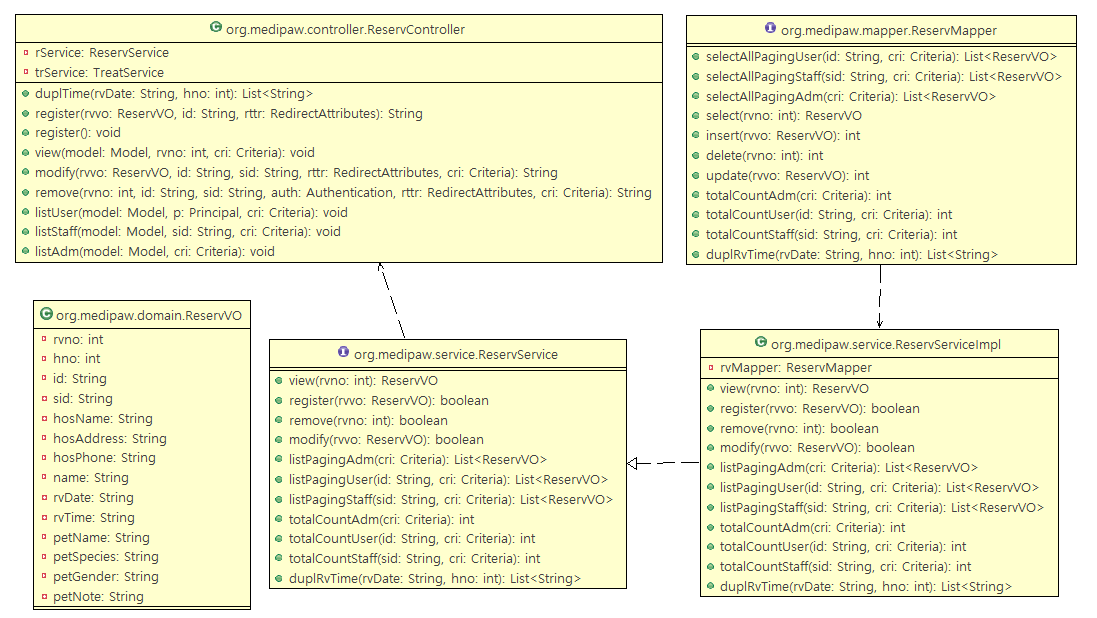 org.medipaw.controller.ReservController
rService: ReservService
trService: TreatService
duplTime(rvDate: String, hno: int): List<String>
register(rvvo: ReservVO, id: String, rttr: RedirectAttributes): String
register(): void
view(model: Model, rvno: int, cri: Criteria): void
modify(rvvo: ReservVO, id: String, sid: String, rttr: RedirectAttributes, cri: Criteria): String
remove(rvno: int, id: String, sid: String, auth: Authentication, rttr: RedirectAttributes, cri: Criteria): String
listUser(model: Model, p: Principal, cri: Criteria): void
listStaff(model: Model, sid: String, cri: Criteria): void
listAdm(model: Model, cri: Criteria): void
org.medipaw.mapper.ReservMapper
selectAllPagingUser(id: String, cri: Criteria): List<ReservVO>
selectAllPagingStaff(sid: String, cri: Criteria): List<ReservVO>
selectAllPagingAdm(cri: Criteria): List<ReservVO>
select(rvno: int): ReservVO
insert(rvvo: ReservVO): int
delete(rvno: int): int
update(rvvo: ReservVO): int
totalCountAdm(cri: Criteria): int
totalCountUser(id: String, cri: Criteria): int
totalCountStaff(sid: String, cri: Criteria): int
duplRvTime(rvDate: String, hno: int): List<String>
org.medipaw.domain.ReservVO
rvno: int
hno: int
id: String
sid: String
hosName: String
hosAddress: String
hosPhone: String
name: String
rvDate: String
rvTime: String
petName: String
petSpecies: String
petGender: String
petNote: String
org.medipaw.service.ReservService
view(rvno: int): ReservVO
register(rvvo: ReservVO): boolean
remove(rvno: int): boolean
modify(rvvo: ReservVO): boolean
listPagingAdm(cri: Criteria): List<ReservVO>
listPagingUser(id: String, cri: Criteria): List<ReservVO>
listPagingStaff(sid: String, cri: Criteria): List<ReservVO>
totalCountAdm(cri: Criteria): int
totalCountUser(id: String, cri: Criteria): int
totalCountStaff(sid: String, cri: Criteria): int
duplRvTime(rvDate: String, hno: int): List<String>
org.medipaw.service.ReservServiceImpl
rvMapper: ReservMapper
view(rvno: int): ReservVO
register(rvvo: ReservVO): boolean
remove(rvno: int): boolean
modify(rvvo: ReservVO): boolean
listPagingAdm(cri: Criteria): List<ReservVO>
listPagingUser(id: String, cri: Criteria): List<ReservVO>
listPagingStaff(sid: String, cri: Criteria): List<ReservVO>
totalCountAdm(cri: Criteria): int
totalCountUser(id: String, cri: Criteria): int
totalCountStaff(sid: String, cri: Criteria): int
duplRvTime(rvDate: String, hno: int): List<String>